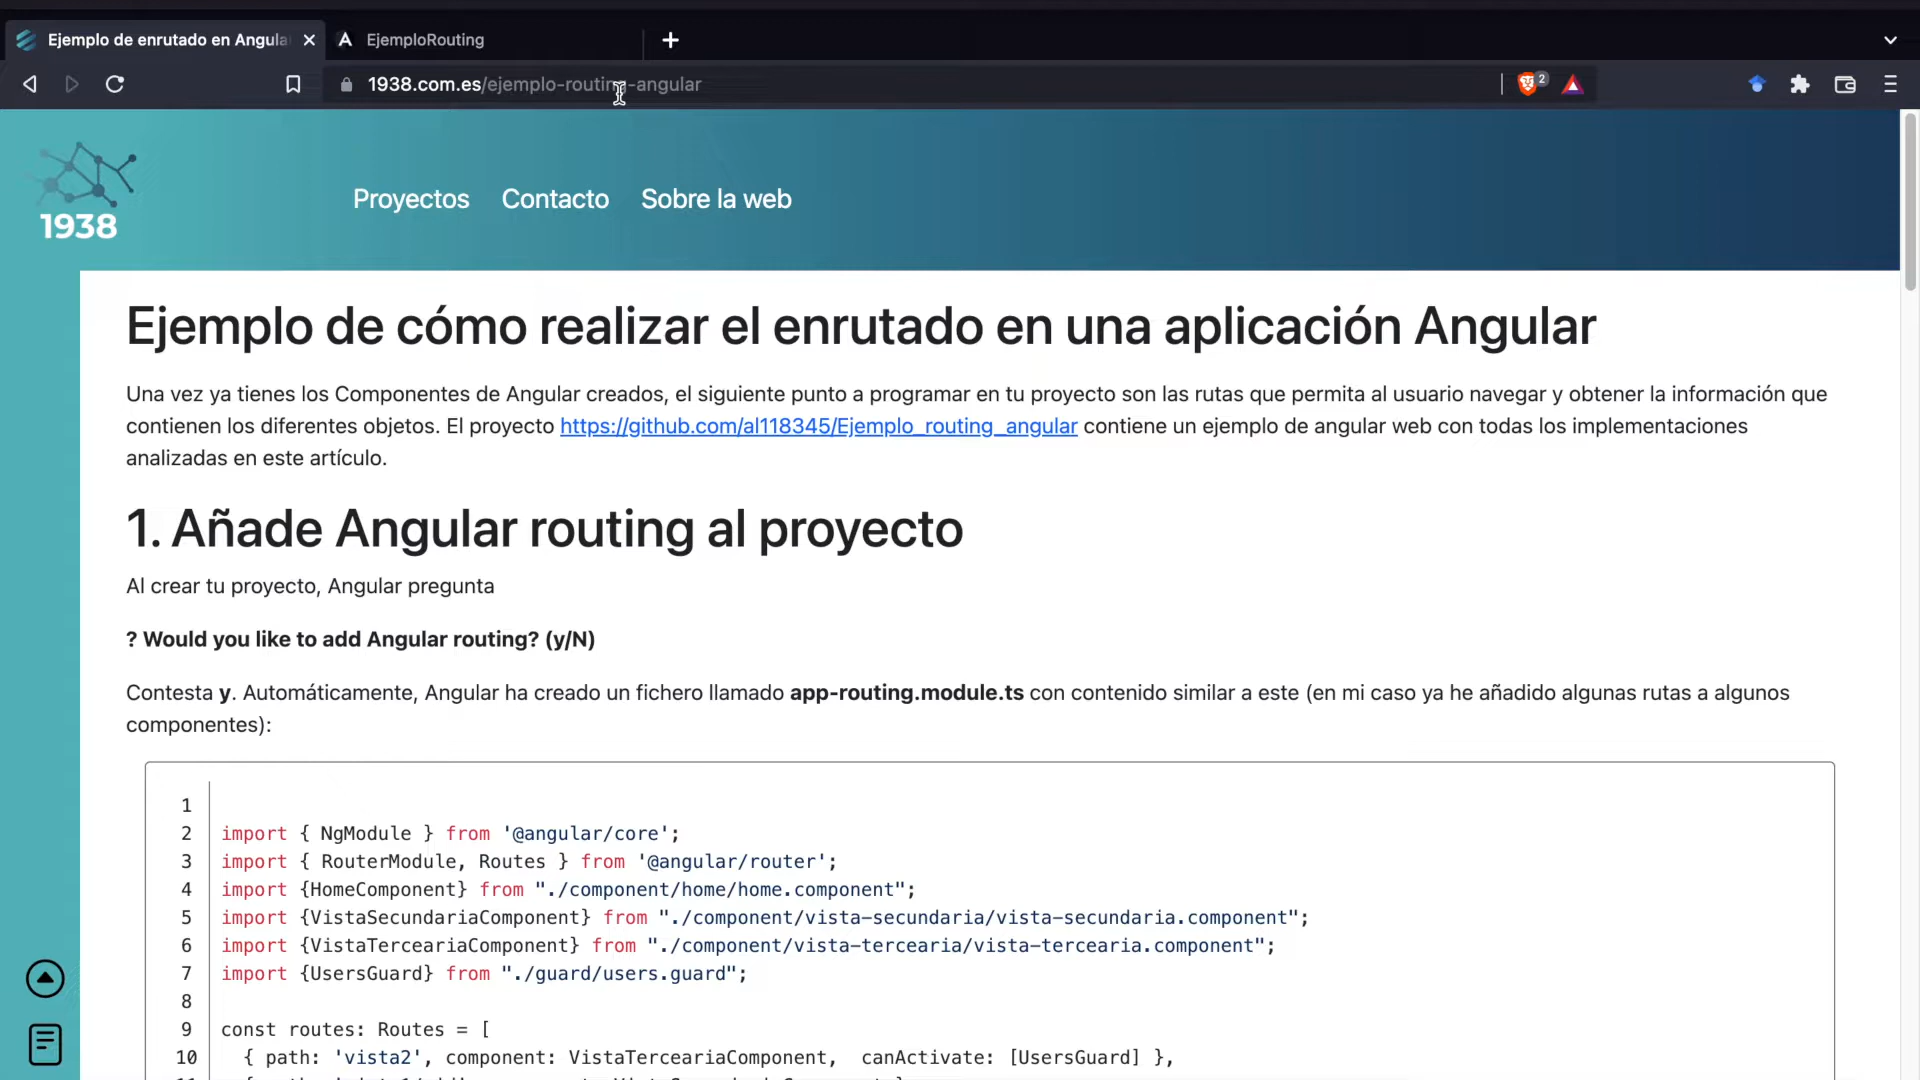 Ejemplo de enrutado en Angula
EjemploRouting
1938.com.es/ejemplo-routing-angular
2
1938
Proyectos Contacto Sobre la web
Ejemplo de cómo realizar el enrutado en una aplicación Angular
Una vez ya tienes los Componentes de Angular creados, el siguiente punto a programar en tu proyecto son las rutas que permita al usuario navegar y obtener la información que
contienen los diferentes objetos. El proyecto https://github.com/al118345/Ejemplo_routing_angular contiene un ejemplo de angular web con todas los implementaciones
analizadas en este artículo.
1. Añade Angular routing al proyecto
Al crear tu proyecto, Angular pregunta
? Would you like to add Angular routing? (y/N)
Contesta y. Automáticamente, Angular ha creado un fichero llamado app-routing.module.ts con contenido similar a este (en mi caso ya he añadido algunas rutas a algunos
componentes):
1
2 import { NgModule } from '@angular/core';
3 import { RouterModule, Routes } from '@angular/router';
4 import {HomeComponent} from "./component/home/home.component";
5 import {VistaSecundariaComponent} from "./component/vista-secundaria/vista-secundaria.component";
6 import {VistaTerceariaComponent} from "./component/vista-tercearia/vista-tercearia.component";
7 import {UsersGuard} from "./guard/users.guard";
8
9 const routes: Routes = [
10 { path: 'vista2', component: VistaTerceariaComponent, canActivate: [UsersGuard] },